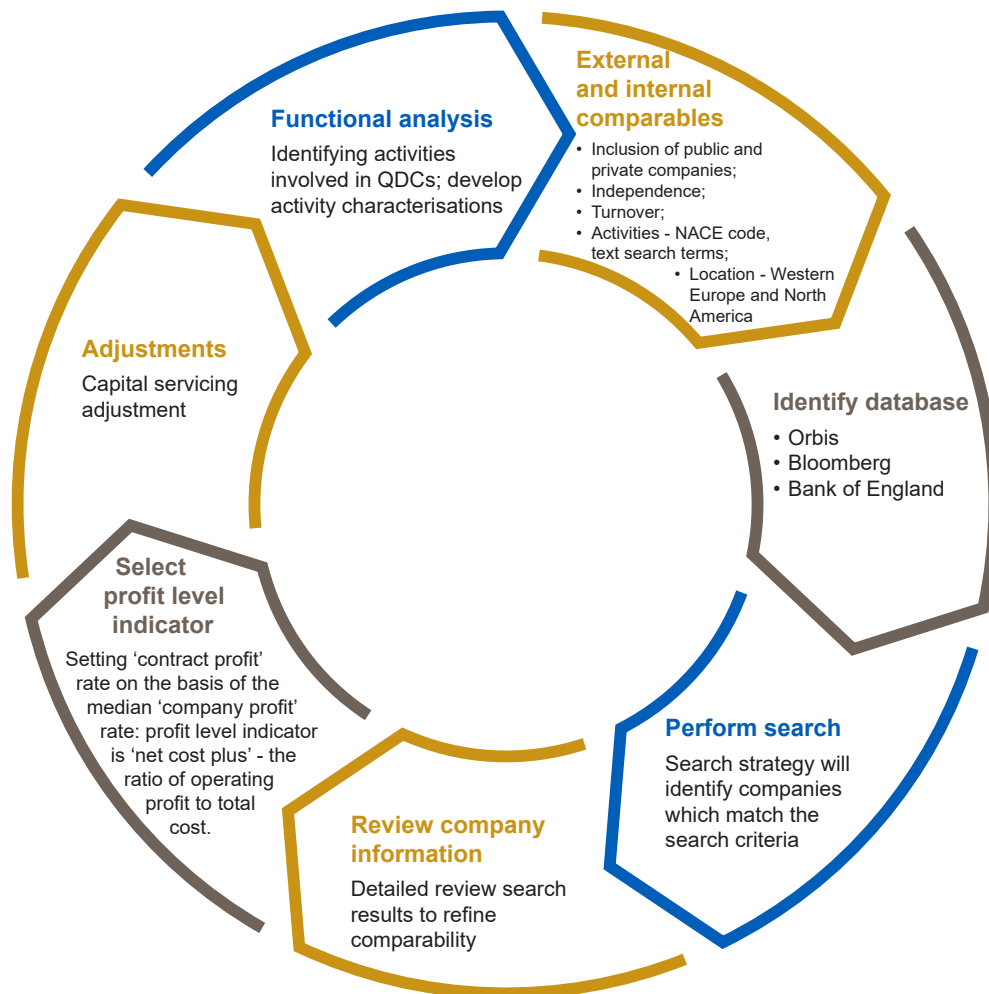 Functional analysis
Identifying activities
involved in QDCs; develop
activity characterisations
External
and internal
comparables
• Inclusion of public and
private companies;
• Independence;
• Turnover;
• Activities - NACE code,
text search terms;
• Location - Western
Europe and North
America
Identify database
• Orbis
• Bloomberg
• Bank of England
Perform search
Search strategy will
identify companies
which match the
search criteria
Review company
information
Detailed review search
results to refine
comparability
Select
profit level
indicator
Setting ‘contract profit’
rate on the basis of the
median ‘company profit’
rate: profit level indicator
is ‘net cost plus’ - the
ratio of operating
profit to total
cost.
Adjustments
Capital servicing
adjustment